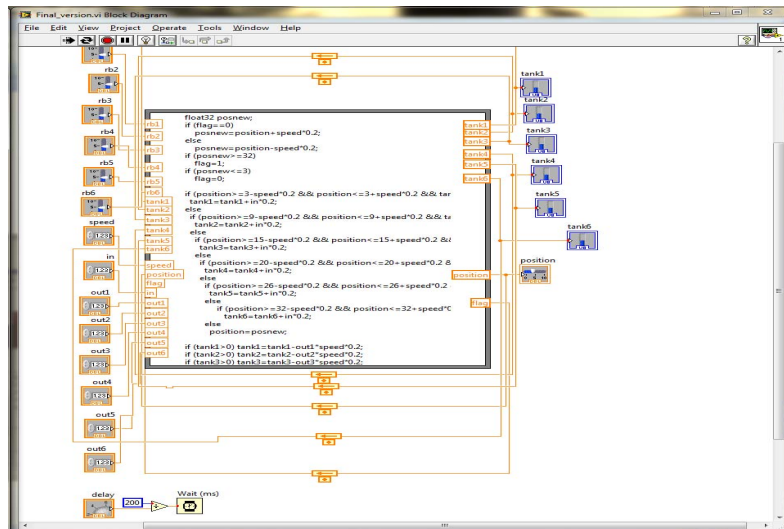 Final_version.vi Block Diagram
File Edit View Project Operate Tools Window Help
rb2
rb3
rb4
rb5
rb6
speed
in
out1
out2
out3
out4
out5
out6
delay
200
Wait (ms)
rb1
rb2
rb3
rb4
rb5
rb6
tank1
tank2
tank3
tank4
tank5
tank6
speed
position
flag
in
out1
out2
out3
out4
out5
out6
float32 posnew;
if (flag==0)
posnew=position+speed*0.2;
else
posnew=position-speed*0.2;
if (posnew>=32)
flag=1;
if (posnew<=3)
flag=0;
if (position>=3-speed*0.2 && position<=3+speed*0.2 && tar
tank1=tank1+in*0.2;
else
if (position>=9-speed*0.2 && position<=9+speed*0.2 && ta
tank2=tank2+in*0.2;
else
if (position>=15-speed*0.2 && position<=15+speed*0.2 &
tank3=tank3+in*0.2;
else
if (position>=20-speed*0.2 && position<=20+speed*0.2 &
tank4=tank4+in*0.2;
else
if (position>=26-speed*0.2 && position<=26+speed*0.2
tank5=tank5+in*0.2;
else
if (position>=32-speed*0.2 && position<=32+speed*0
tank6=tank6+in*0.2;
else
position=posnew;
if (tank1>0) tank1=tank1-out1*speed*0.2;
if (tank2>0) tank2=tank2-out2*speed*0.2;
if (tank3>0) tank3=tank3-out3*speed*0.2;
tank1
tank2
tank3
tank4
tank5
tank6
position
flag
tank1
tank2
tank3
tank4
tank5
tank6
position